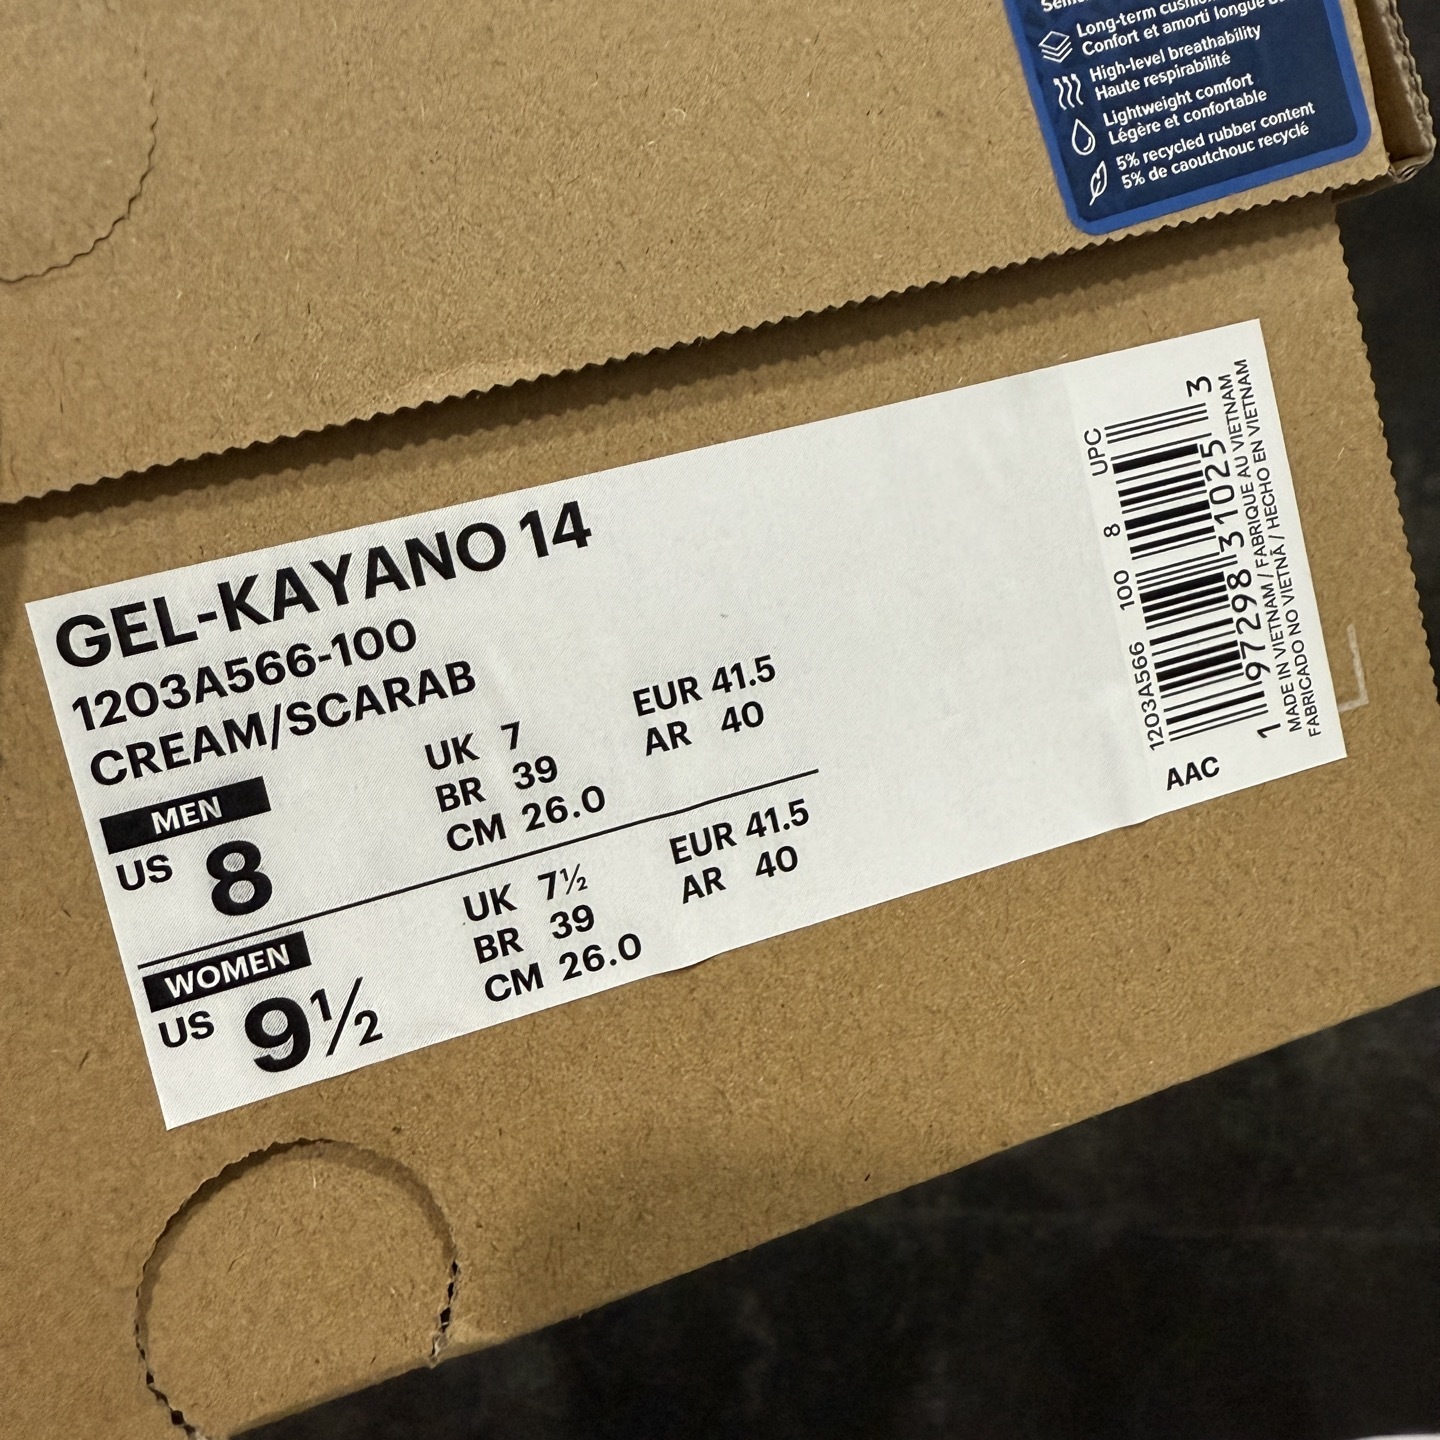 Long-term
Confort et amorti longue
High-level breathability
Haute respirabilité
Lightweight comfort
Légère et confortable
5% recycled rubber content
5% de caoutchouc recyclé
GEL-KAYANO 14
1203A566-100
CREAM/SCARAB
MEN
US 8
UK 7
BR 39
CM 26.0
EUR 41.5
AR 40
WOMEN
US 9½
UK 7½
BR 39
CM 26.0
EUR 41.5
AR 40
1203A566 100 8 UPC
1 97298 31025 3
MADE IN VIETNAM / FABRIQUE AU VIETNAM
FABRICADO NO VIETNÃ / HECHO EN VIETNAM
AAC